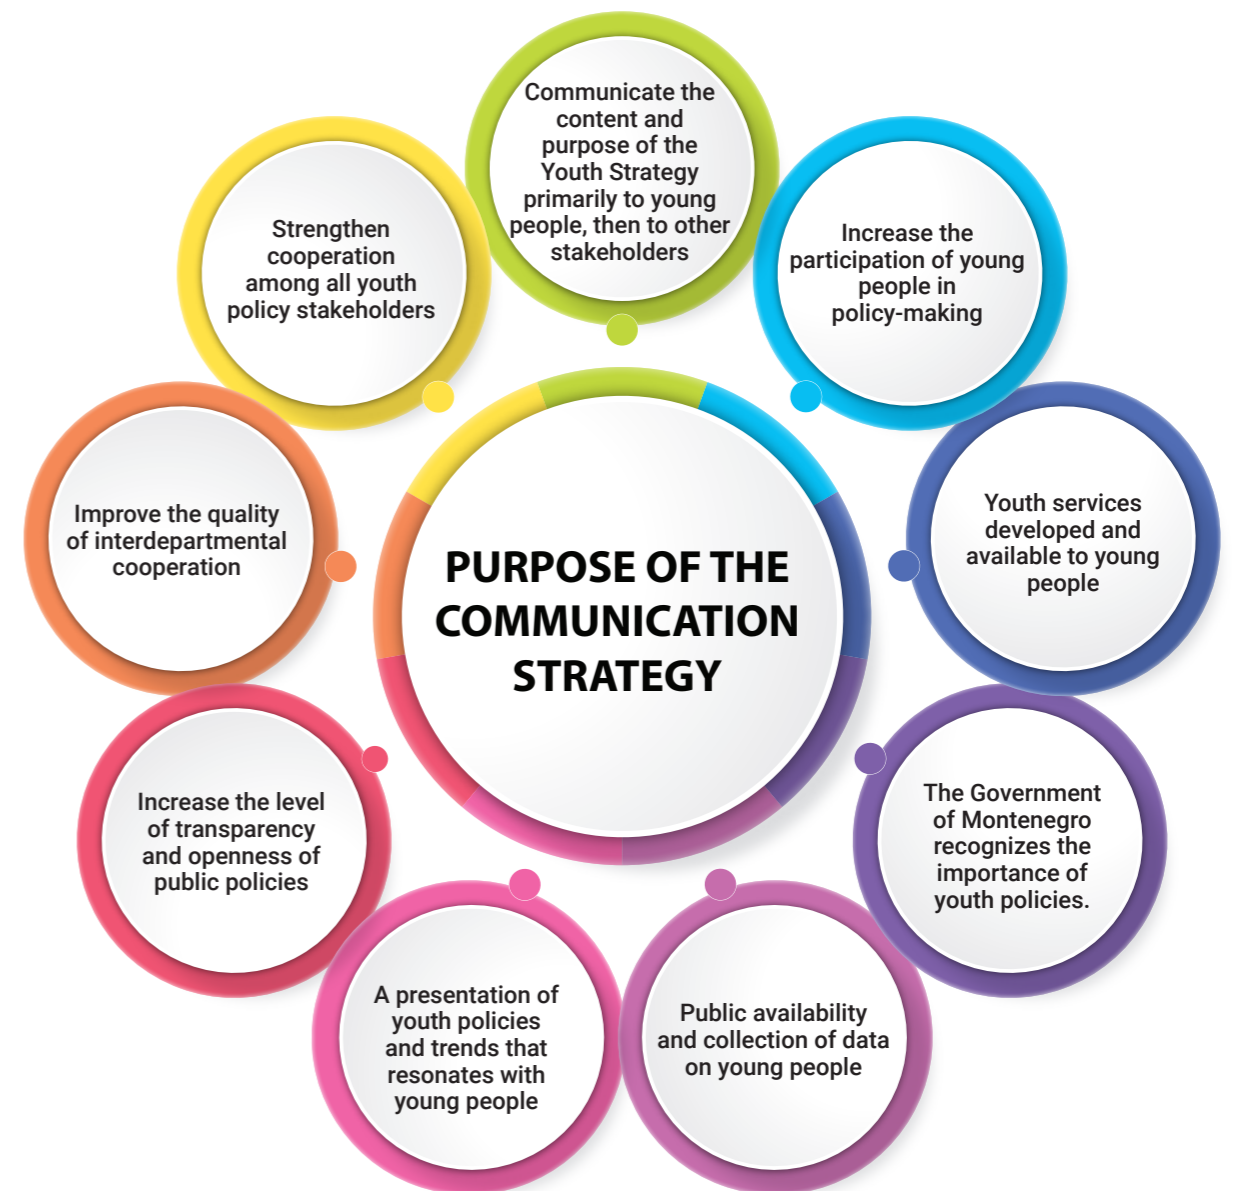 Communicate the
content and
purpose of the
Youth Strategy
primarily to young
people, then to other
stakeholders
Increase the
participation of young
people in
policy-making
Youth services
developed and
available to young
people
The Government
of Montenegro
recognizes the
importance of
youth policies.
Public availability
and collection of data
on young people
A presentation of
youth policies
and trends that
resonates with
young people
Increase the level
of transparency
and openness of
public policies
Improve the quality
of interdepartmental
cooperation
Strengthen
cooperation
among all youth
policy stakeholders
PURPOSE OF THE
COMMUNICATION
STRATEGY